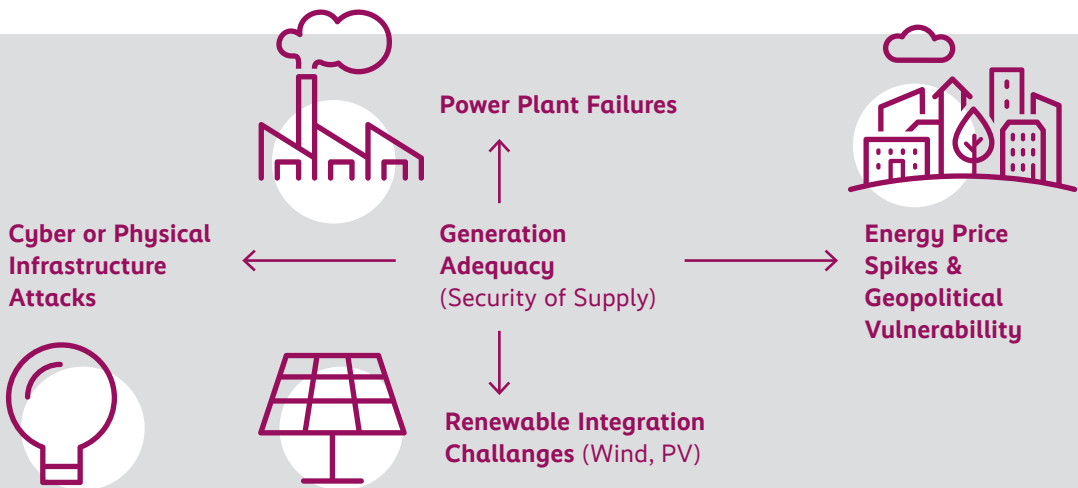 Power Plant Failures
Cyber or Physical
Infrastructure
Attacks
Generation
Adequacy
(Security of Supply)
Energy Price
Spikes &
Geopolitical
Vulnerabillity
Renewable Integration
Challanges (Wind, PV)